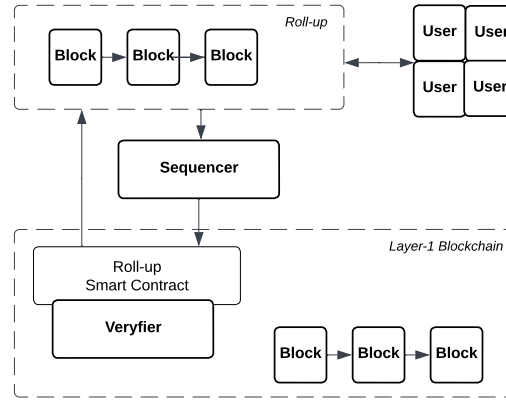 Roll-up
Block Block Block
User User
User User
Sequencer
Layer-1 Blockchain
Roll-up
Smart Contract
Veryfier
Block Block Block